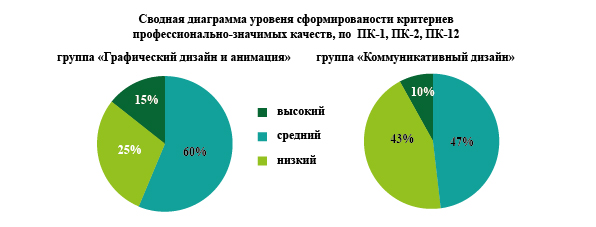 Сводная диаграмма уровеня сформированости критериев
профессионально-значимых качеств, по ПК-1, ПК-2, ПК-12
группа «Графический дизайн и анимация»
группа «Коммуникативный дизайн»
15%
25%
60%
высокий
средний
низкий
10%
43%
47%